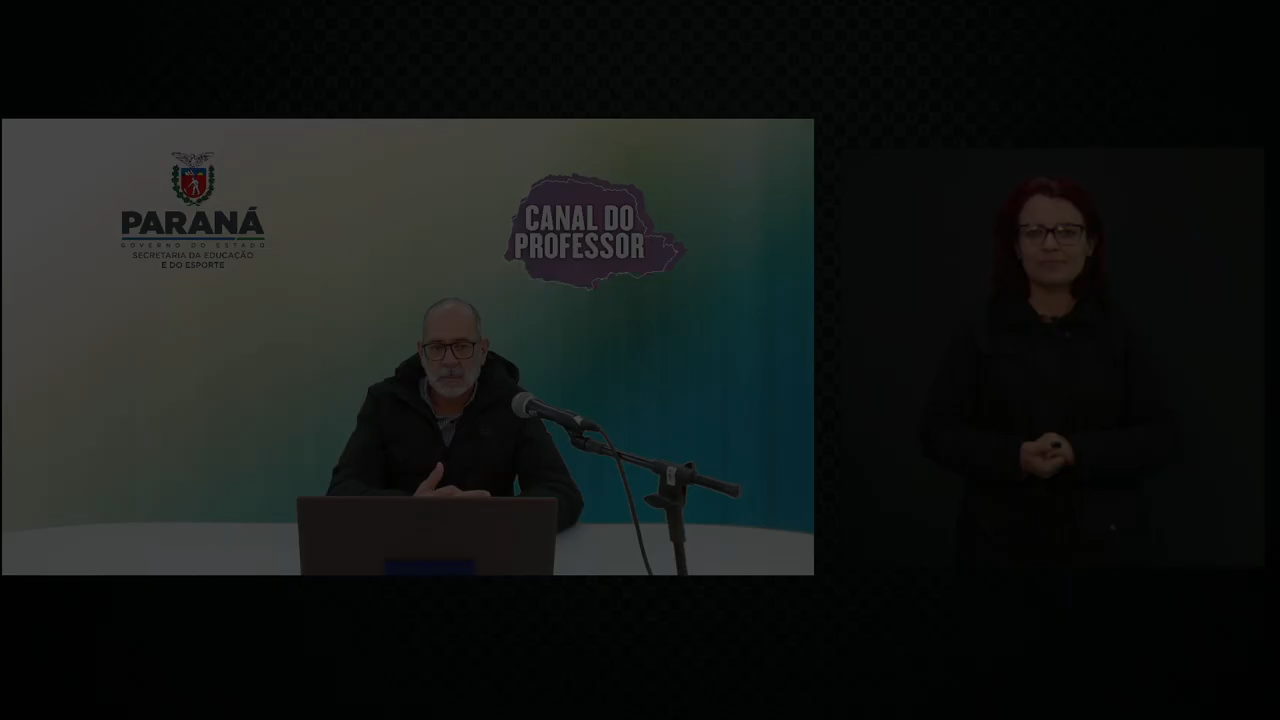 PARANÁ
GOVERNO DO ESTADO
SECRETARIA DA EDUCAÇÃO
E DO ESPORTE
CANAL DO
PROFESSOR